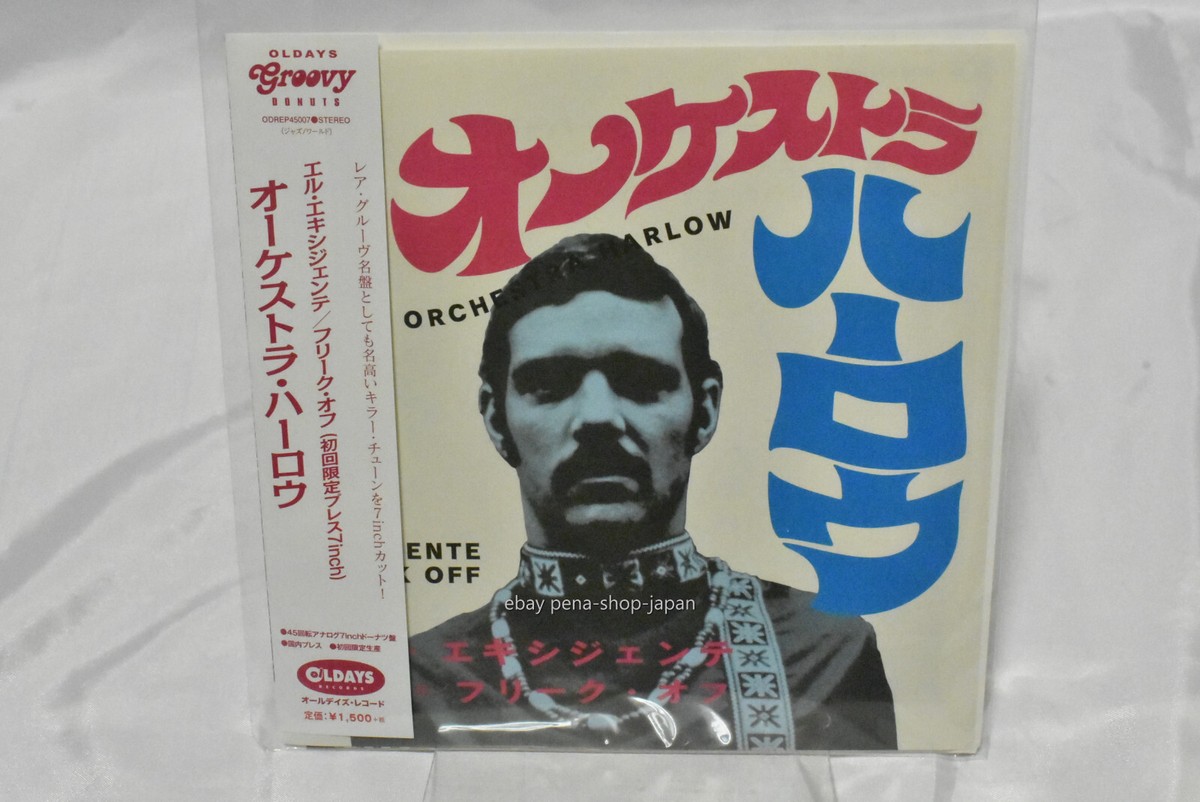 OLDAYS
Groovy
DONUTS
ODREP45007●STEREO
(ジャズ/ワールド)
レア・グルーヴ名盤としても名高いキラー・チューンを7inchカット!
エル・エキシジェンテ/フリーク・オフ (初回限定プレス7inch)
オーケストラ・ハーロウ
●45回転アナログ7inchドーナツ盤
●国内プレス ●初回限定生産
OLDAYS
RECORDS
オールデイズ・レコード
定価:¥1,500+税
オーケストラ
ハーロウ
ORCHESTRA HARLOW
ENTE
K OFF
ebay pena-shop-japan
・エキシジェンテ
フリーク・オフ